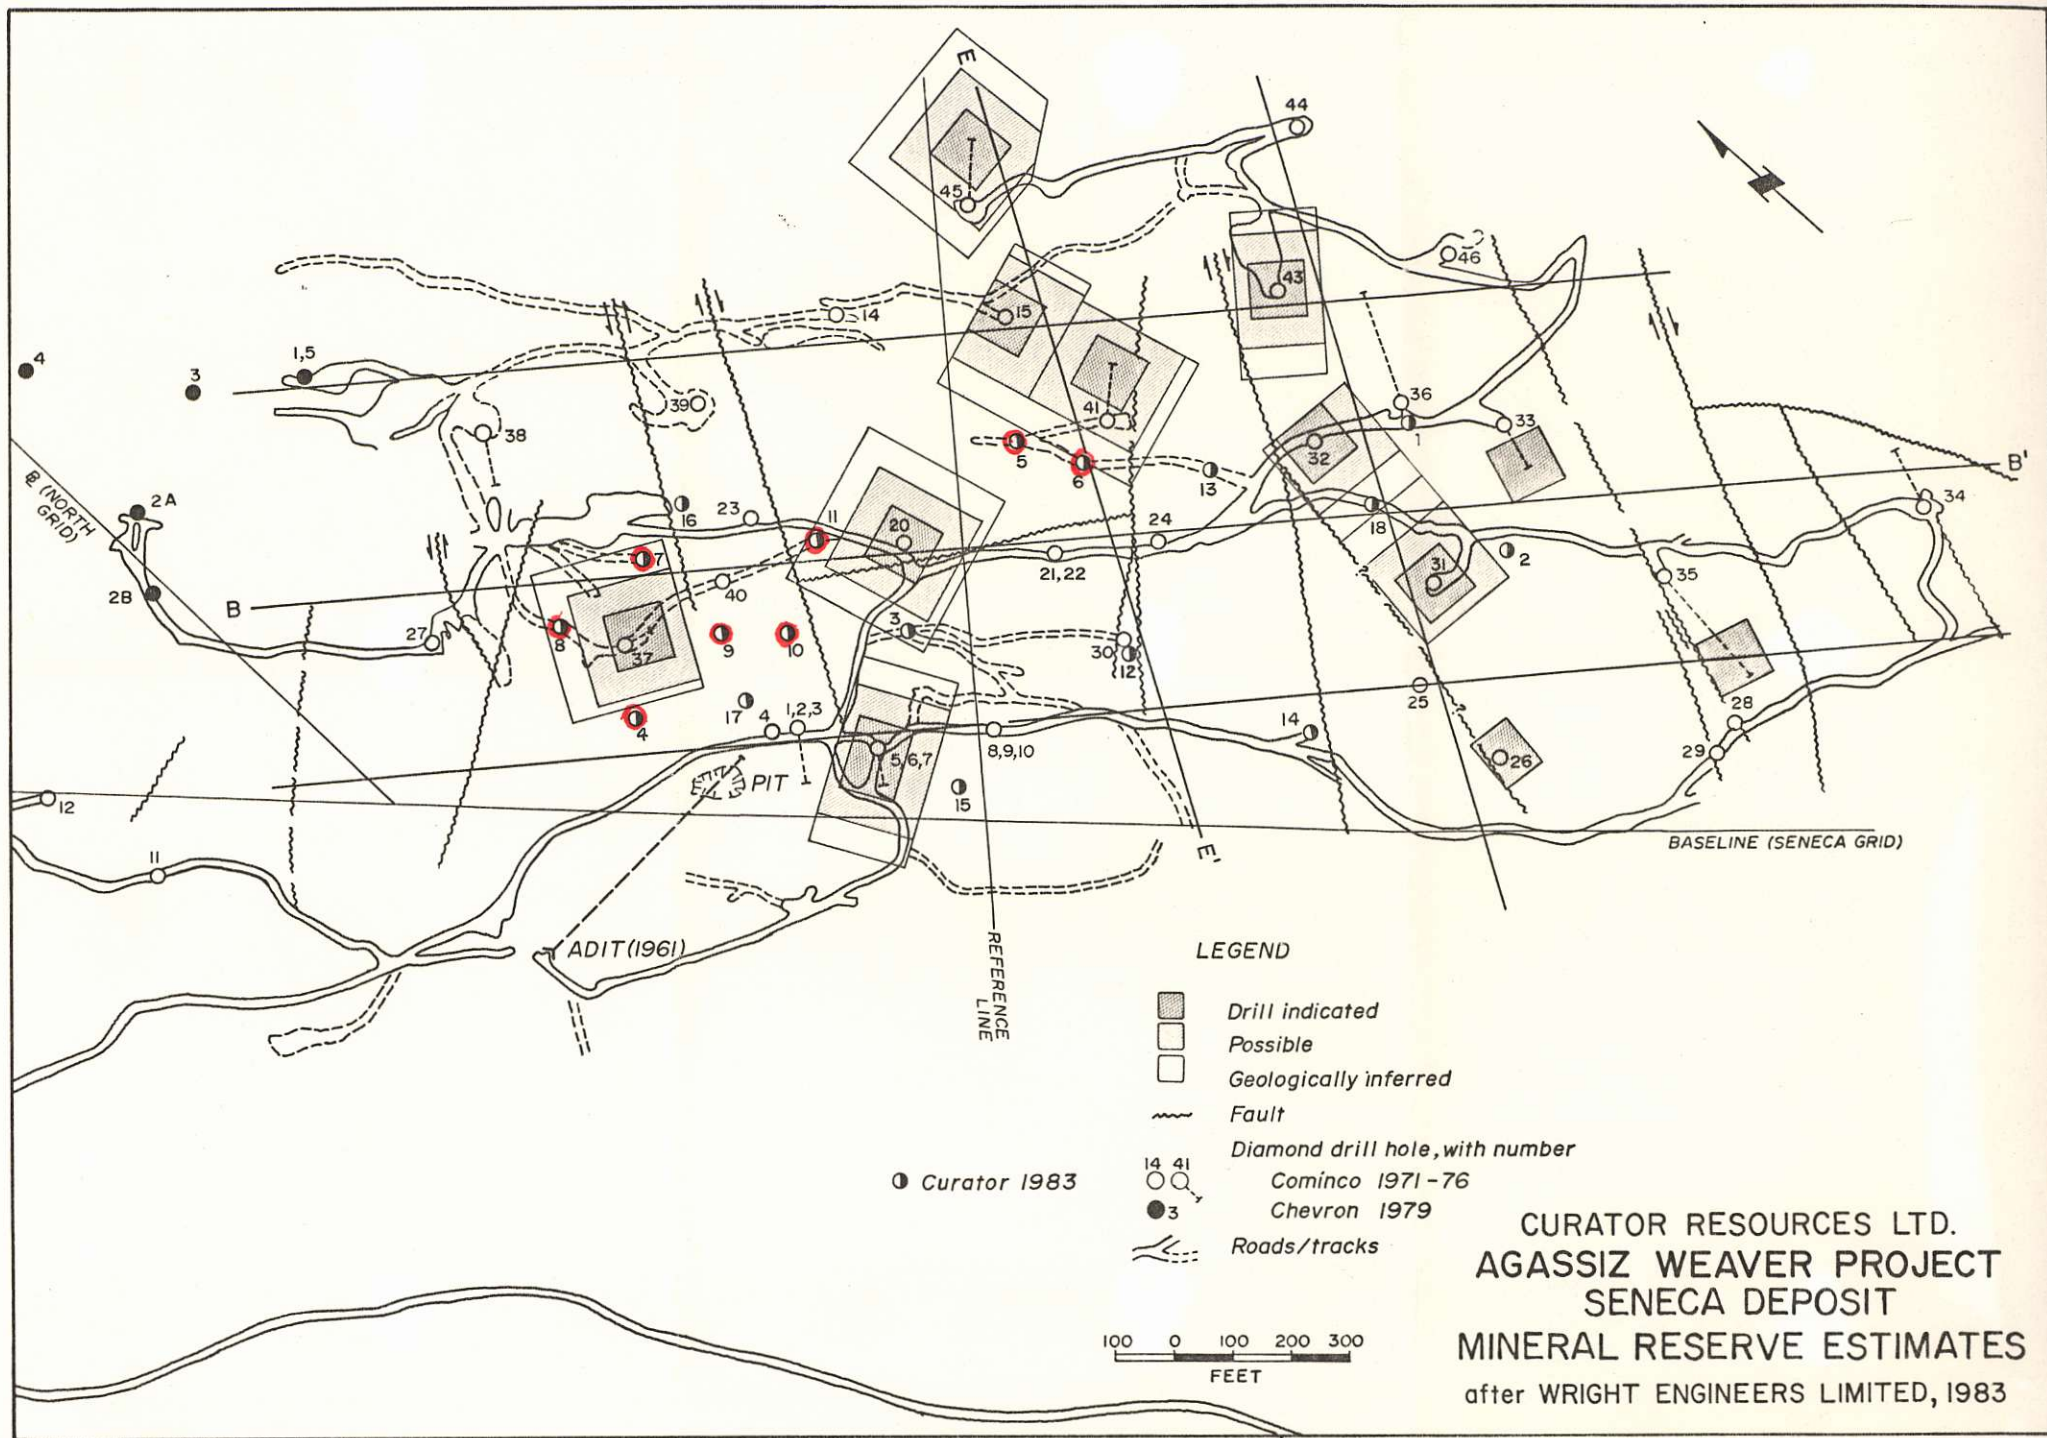 E
44
45
46
43
15
14
4
3
1,5
41
36
33
1
39
38
5
6
32
13
B'
34
2A
℄ (NORTH
GRID)
16
23
11
20
24
18
2
7
21,22
31
35
2B
B
40
27
8
37
9
10
3
30
12
25
28
17
4
1,2,3
4
5,6,7
8,9,10
14
29
26
PIT
15
12
11
E'
BASELINE (SENECA GRID)
ADIT (1961)
REFERENCE
LINE
LEGEND
Drill indicated
Possible
Geologically inferred
Fault
Diamond drill hole, with number
14 41
Cominco 1971-76
Curator 1983
3
Chevron 1979
Roads/tracks
CURATOR RESOURCES LTD.
AGASSIZ WEAVER PROJECT
SENECA DEPOSIT
MINERAL RESERVE ESTIMATES
after WRIGHT ENGINEERS LIMITED, 1983
100 0 100 200 300
FEET
? 
?